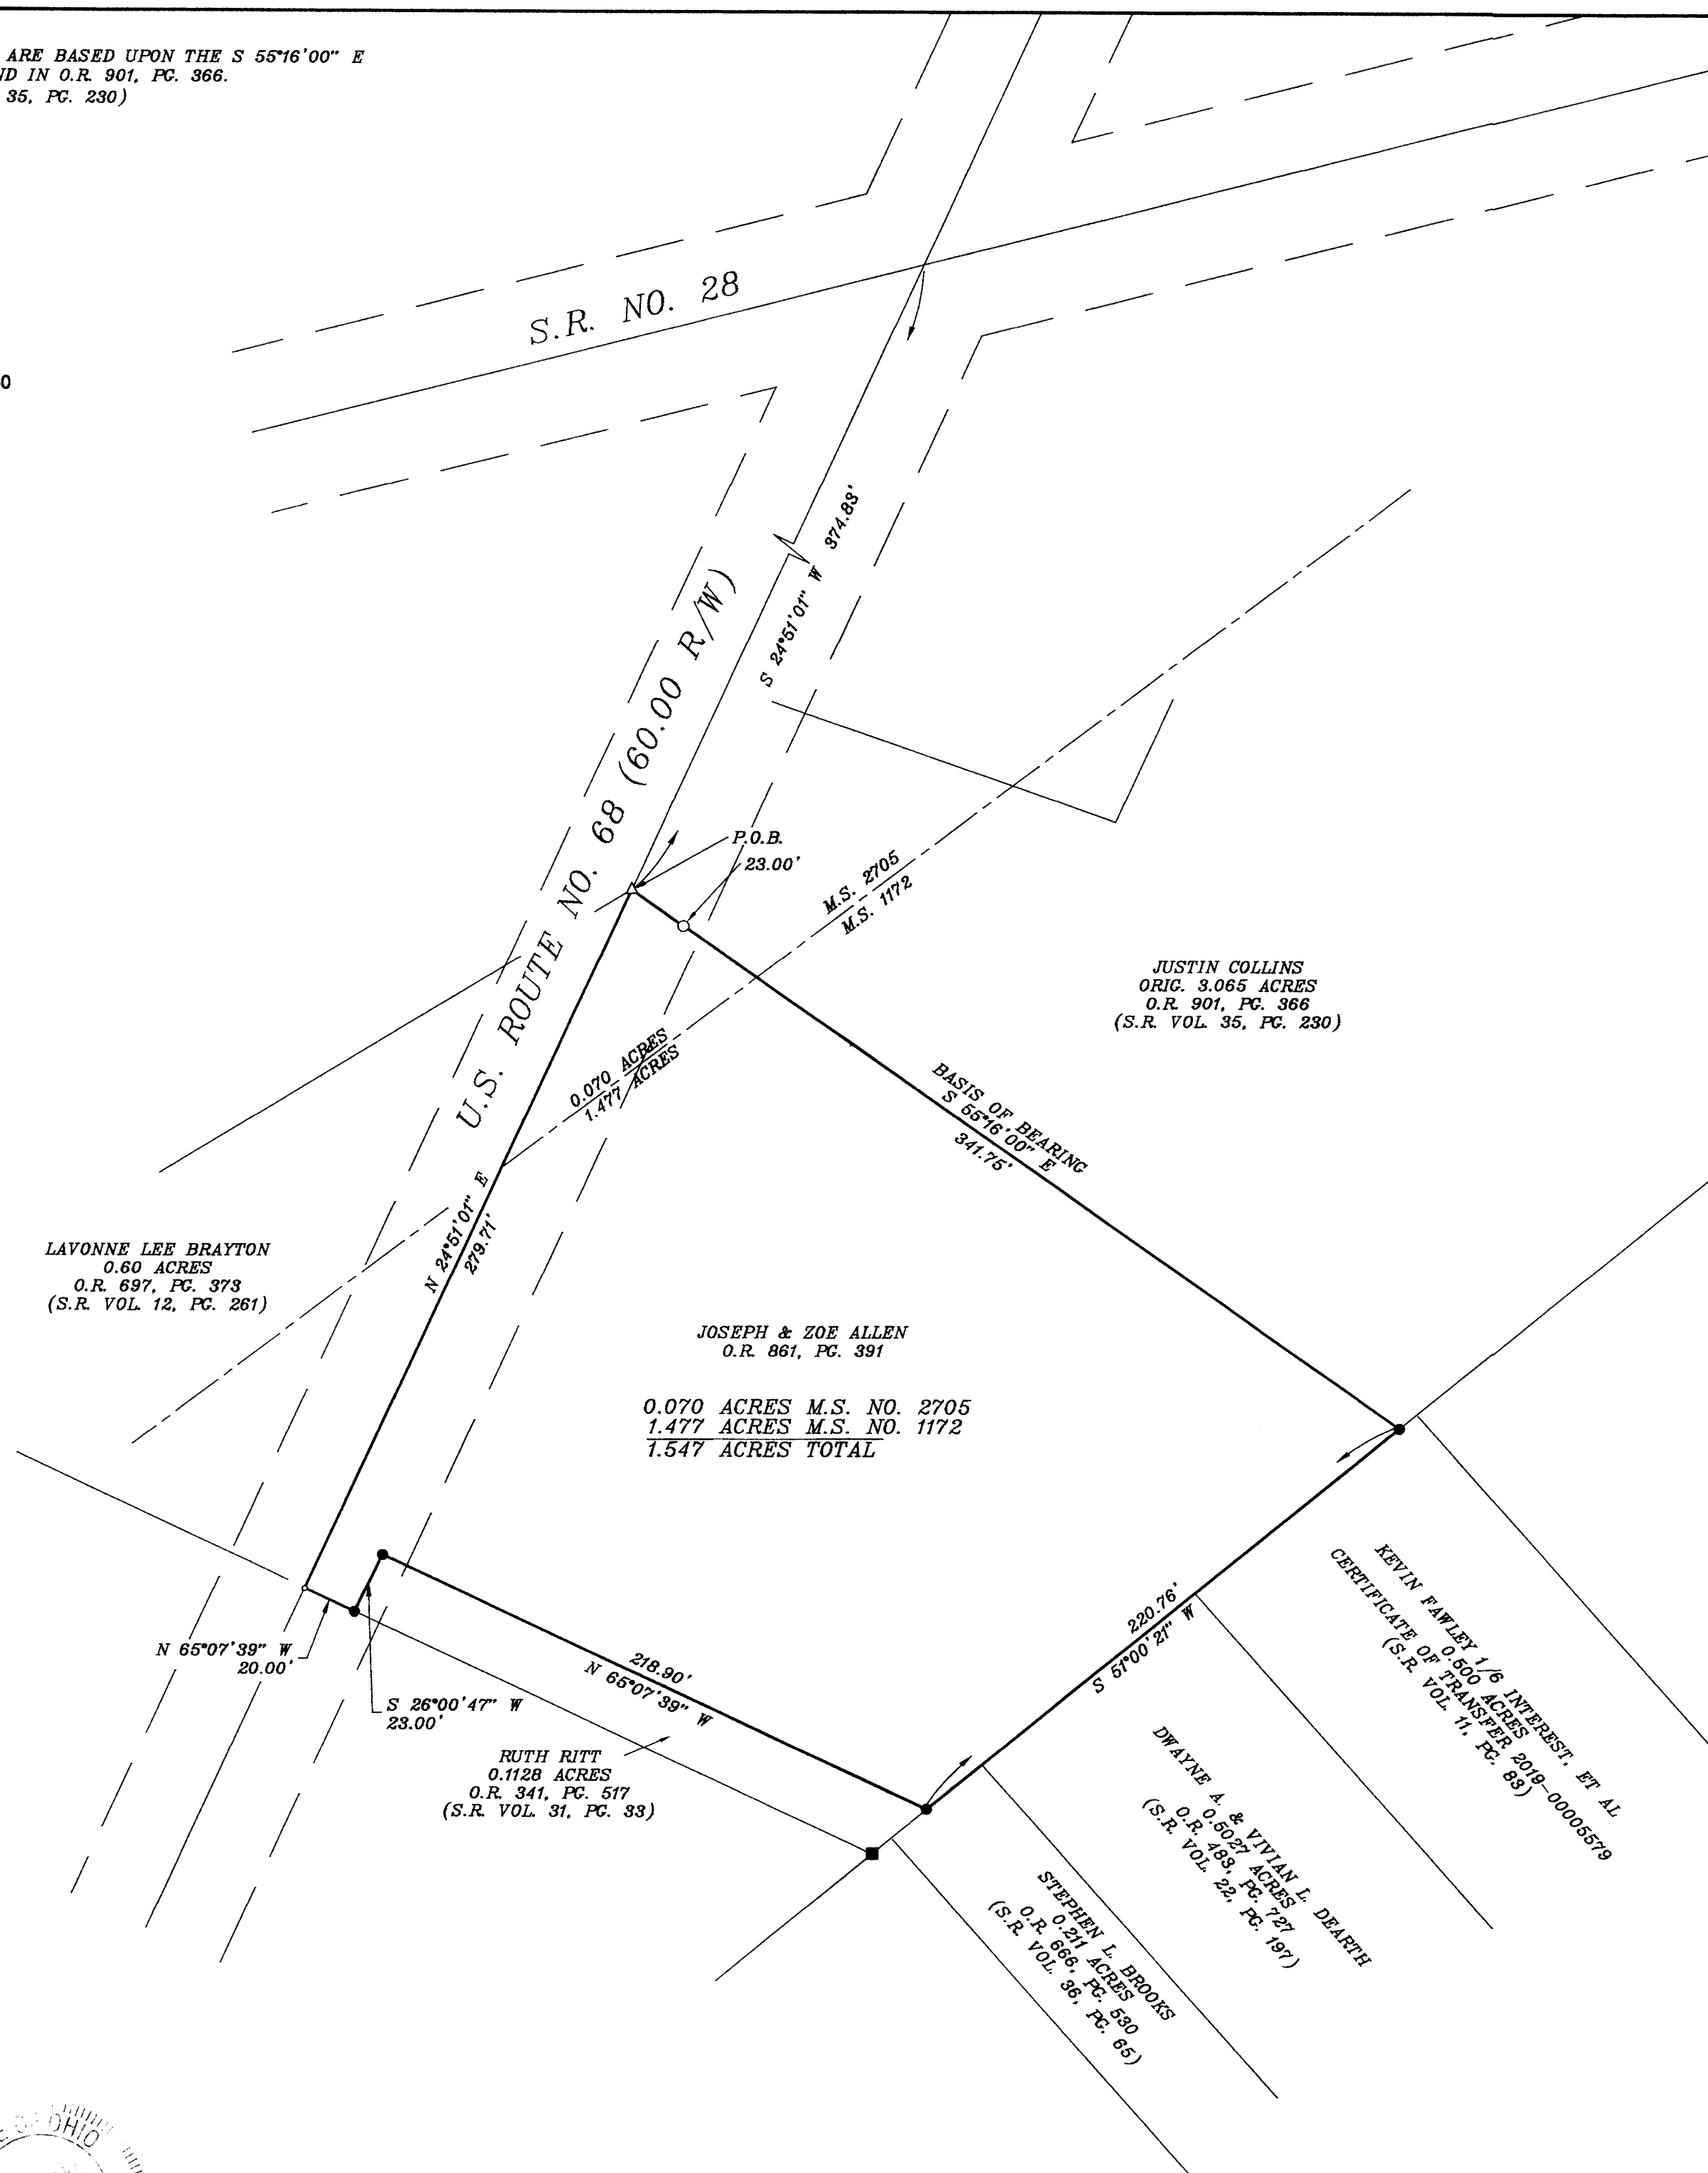 ARE BASED UPON THE S 55°16'00" E
ND IN O.R. 901, PG. 366.
35, PG. 230)
0
S.R. NO. 28
S 24°51'01" W 374.83'
U.S. ROUTE NO. 68 (60.00 R/W)
P.O.B.
23.00'
M.S. 2705
M.S. 1172
JUSTIN COLLINS
ORIG. 3.065 ACRES
O.R. 901, PG. 366
(S.R. VOL. 35, PG. 230)
0.070 ACRES
1.477 ACRES
BASIS OF BEARING
S 55°16'00" E
341.75'
N 24°51'01" E
279.71'
LAVONNE LEE BRAYTON
0.60 ACRES
O.R. 697, PG. 373
(S.R. VOL. 12, PG. 261)
JOSEPH & ZOE ALLEN
O.R. 861, PG. 391
0.070 ACRES M.S. NO. 2705
1.477 ACRES M.S. NO. 1172
1.547 ACRES TOTAL
N 65°07'39" W
20.00'
S 26°00'47" W
23.00'
218.90'
N 65°07'39" W
220.76'
S 51°00'21" W
RUTH RITT
0.1128 ACRES
O.R. 341, PG. 517
(S.R. VOL. 31, PG. 33)
KEVIN FAWLEY 1/6 INTEREST, ET AL
0.500 ACRES
CERTIFICATE OF TRANSFER 2019-00005579
(S.R. VOL. 11, PG. 83)
DWAYNE A. & VIVIAN L. DEARTH
0.5027 ACRES
O.R. 483, PG. 727
(S.R. VOL. 22, PG. 197)
STEPHEN L. BROOKS
0.211 ACRES
O.R. 666, PG. 530
(S.R. VOL. 36, PG. 65)
OHIO